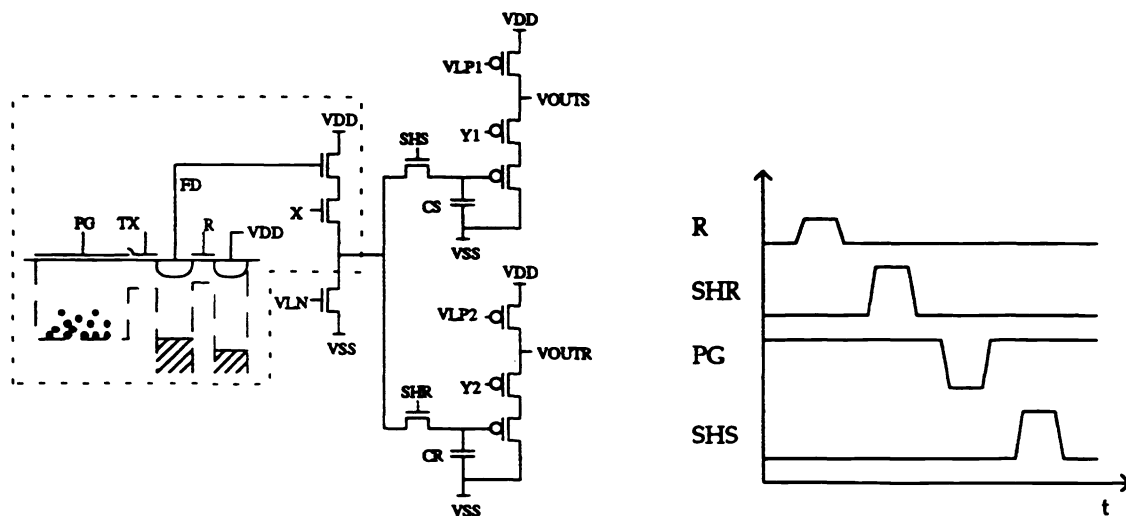 VDD
VLP1
VOUTS
VDD
SHS
Y1
FD
CS
X
PG
TX
R
VDD
VSS
VDD
VLN
VLP2
VSS
VOUTR
SHR
Y2
CR
VSS
R
SHR
PG
SHS
t